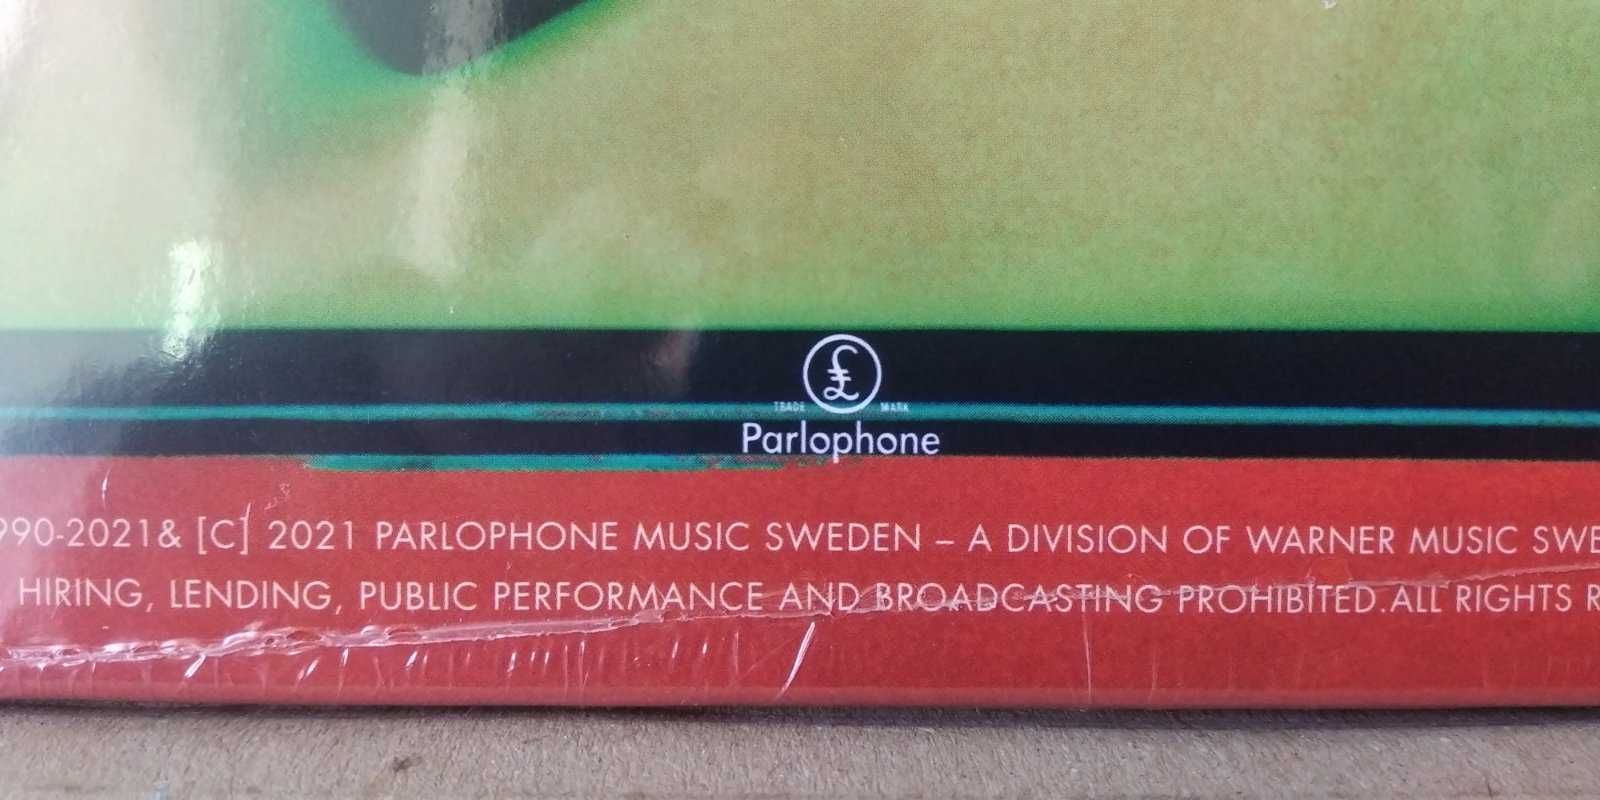 £
TRADE MARK
Parlophone
990-2021& [C] 2021 PARLOPHONE MUSIC SWEDEN – A DIVISION OF WARNER MUSIC SWE
HIRING, LENDING, PUBLIC PERFORMANCE AND BROADCASTING PROHIBITED.ALL RIGHTS R